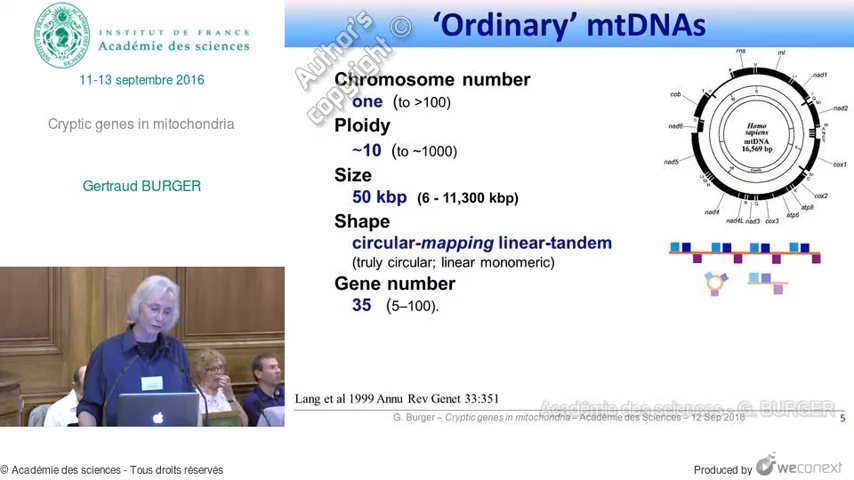 INSTITUT DE FRANCE
Académie des sciences
11-13 septembre 2016
Cryptic genes in mitochondria
Gertraud BURGER
'Ordinary' mtDNAs
Author's
copyright ©
Chromosome number
one (to >100)
Ploidy
~10 (to ~1000)
Size
50 kbp (6 - 11,300 kbp)
Shape
circular-mapping linear-tandem
(truly circular; linear monomeric)
Gene number
35 (5–100).
rns
rnl
nad1
nad2
cox1
cox2
atp8
atp6
cox3
nad3
nad4L
nad4
nad5
nad6
cob
Homo
sapiens
mtDNA
16,569 bp
Lang et al 1999 Annu Rev Genet 33:351
G. Burger – Cryptic genes in mitochondria – Académie des Sciences – 12 Sep 2016
Académie des sciences - G. BURGER
5
© Académie des sciences - Tous droits réservés
Produced by weconext